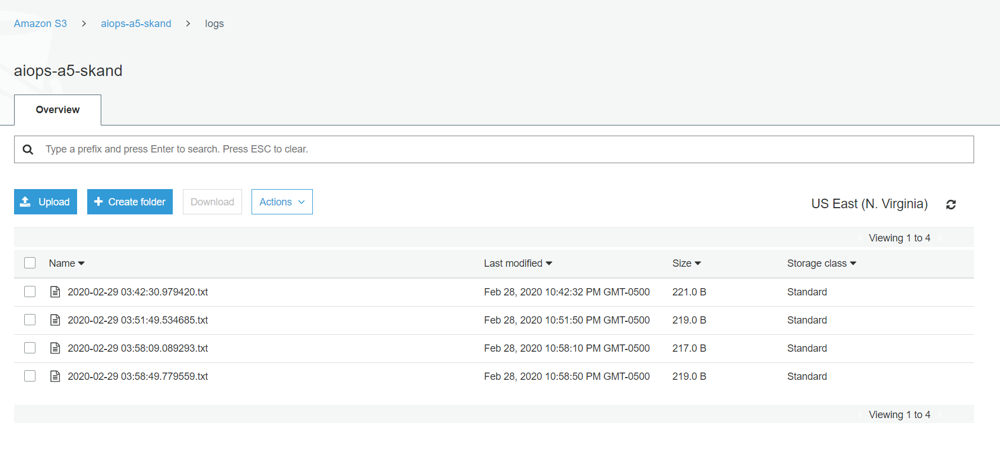 Amazon S3 > aiops-a5-skand > logs
aiops-a5-skand
Overview
Type a prefix and press Enter to search. Press ESC to clear.
Upload + Create folder Download Actions
US East (N. Virginia)
Viewing 1 to 4
Name Last modified Size Storage class
2020-02-29 03:42:30.979420.txt Feb 28, 2020 10:42:32 PM GMT-0500 221.0 B Standard
2020-02-29 03:51:49.534685.txt Feb 28, 2020 10:51:50 PM GMT-0500 219.0 B Standard
2020-02-29 03:58:09.089293.txt Feb 28, 2020 10:58:10 PM GMT-0500 217.0 B Standard
2020-02-29 03:58:49.779559.txt Feb 28, 2020 10:58:50 PM GMT-0500 219.0 B Standard
Viewing 1 to 4